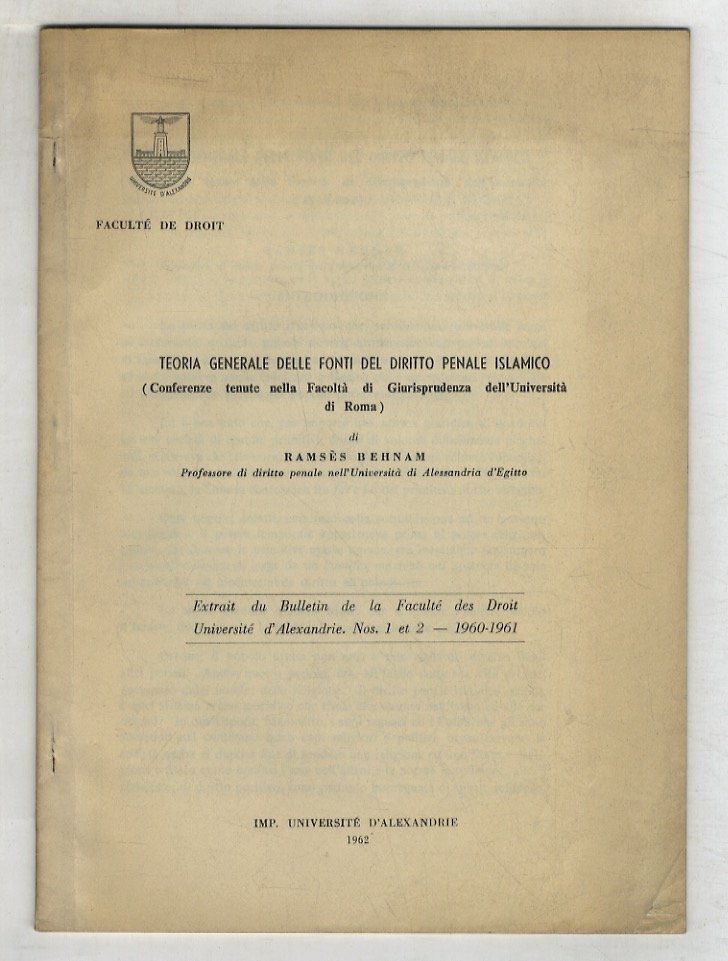 UNIVERSITÉ D'ALEXANDRIE
FACULTÉ DE DROIT
TEORIA GENERALE DELLE FONTI DEL DIRITTO PENALE ISLAMICO
(Conferenze tenute nella Facoltà di Giurisprudenza dell'Università
di Roma)
di
RAMSÈS BEHNAM
Professore di diritto penale nell'Università di Alessandria d'Egitto
Extrait du Bulletin de la Faculté des Droit
Université d'Alexandrie. Nos. 1 et 2 — 1960-1961
IMP. UNIVERSITÉ D'ALEXANDRIE
1962